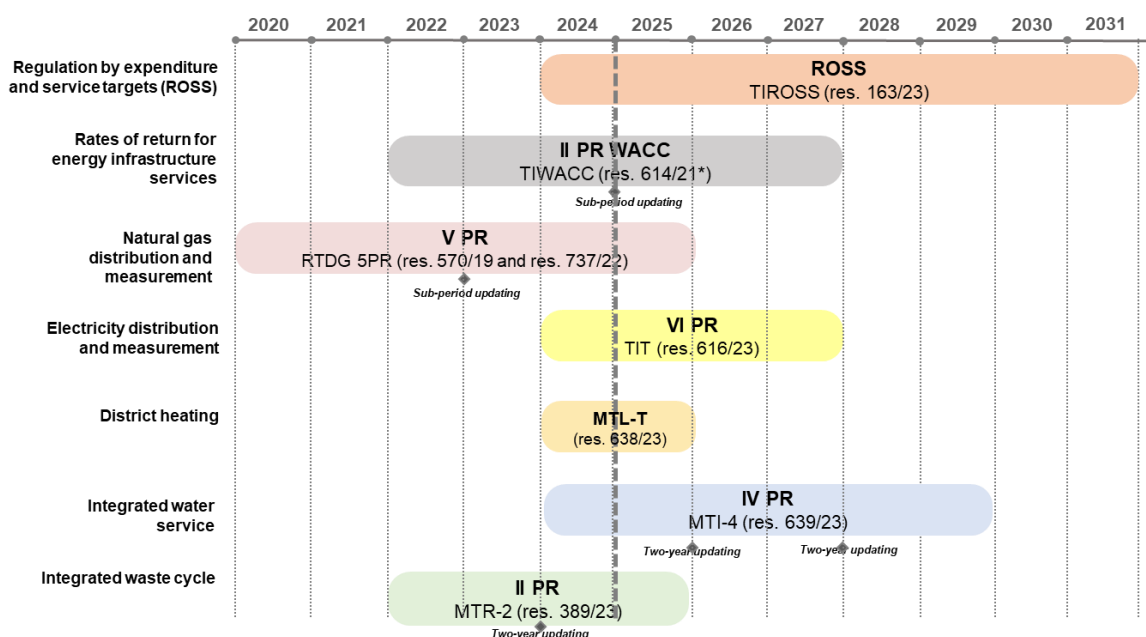 2020 2021 2022 2023 2024 2025 2026 2027 2028 2029 2030 2031
Regulation by expenditure
and service targets (ROSS)
ROSS
TIROSS (res. 163/23)
Rates of return for
energy infrastructure
services
II PR WACC
TIWACC (res. 614/21*)
Sub-period updating
Natural gas
distribution and
measurement
V PR
RTDG 5PR (res. 570/19 and res. 737/22)
Sub-period updating
Electricity distribution
and measurement
VI PR
TIT (res. 616/23)
District heating
MTL-T
(res. 638/23)
Integrated water
service
IV PR
MTI-4 (res. 639/23)
Two-year updating
Two-year updating
Integrated waste cycle
II PR
MTR-2 (res. 389/23)
Two-year updating